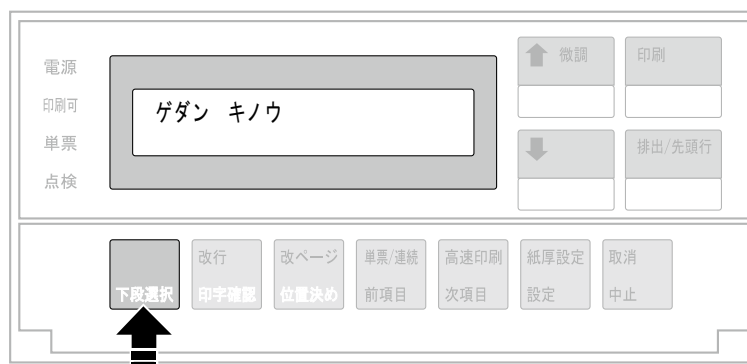 電源
印刷可
単票
点検
ゲダン キノウ
微調
印刷
排出/先頭行
下段選択
改行
印字確認
改ページ
位置決め
単票/連続
前項目
高速印刷
次項目
紙厚設定
設定
取消
中止